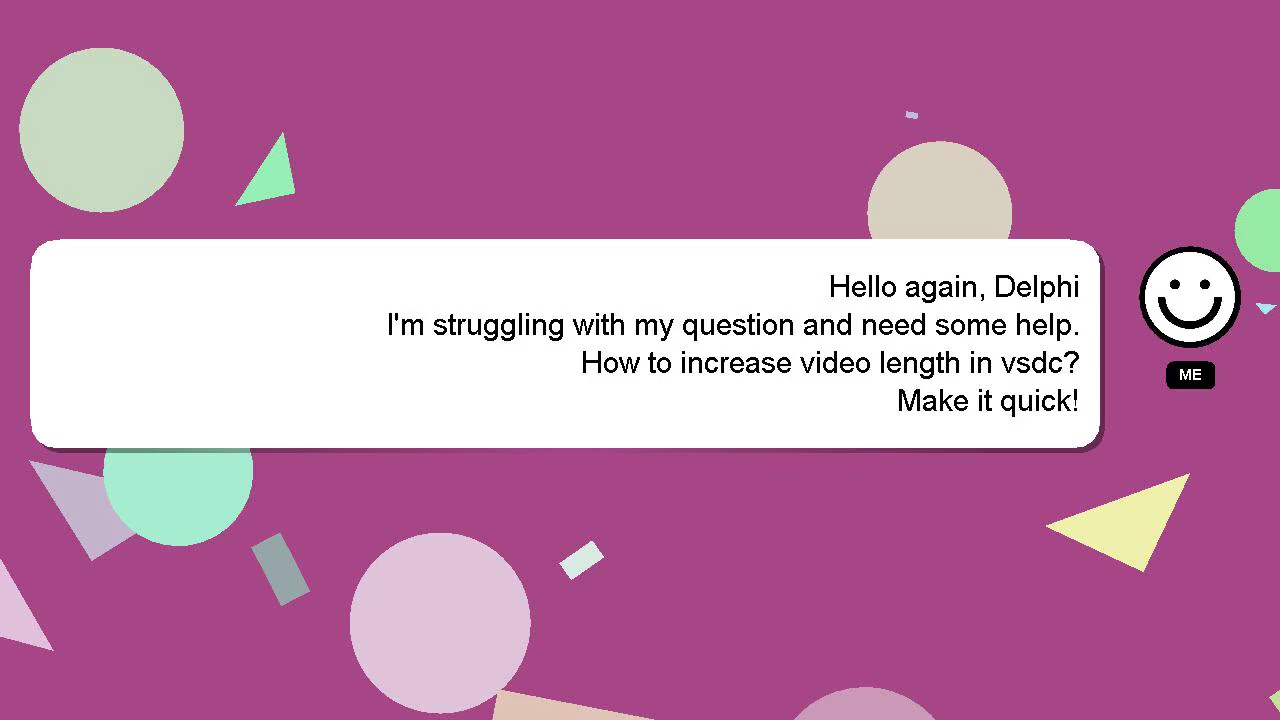 Hello again, Delphi
I'm struggling with my question and need some help.
How to increase video length in vsdc?
Make it quick!
ME